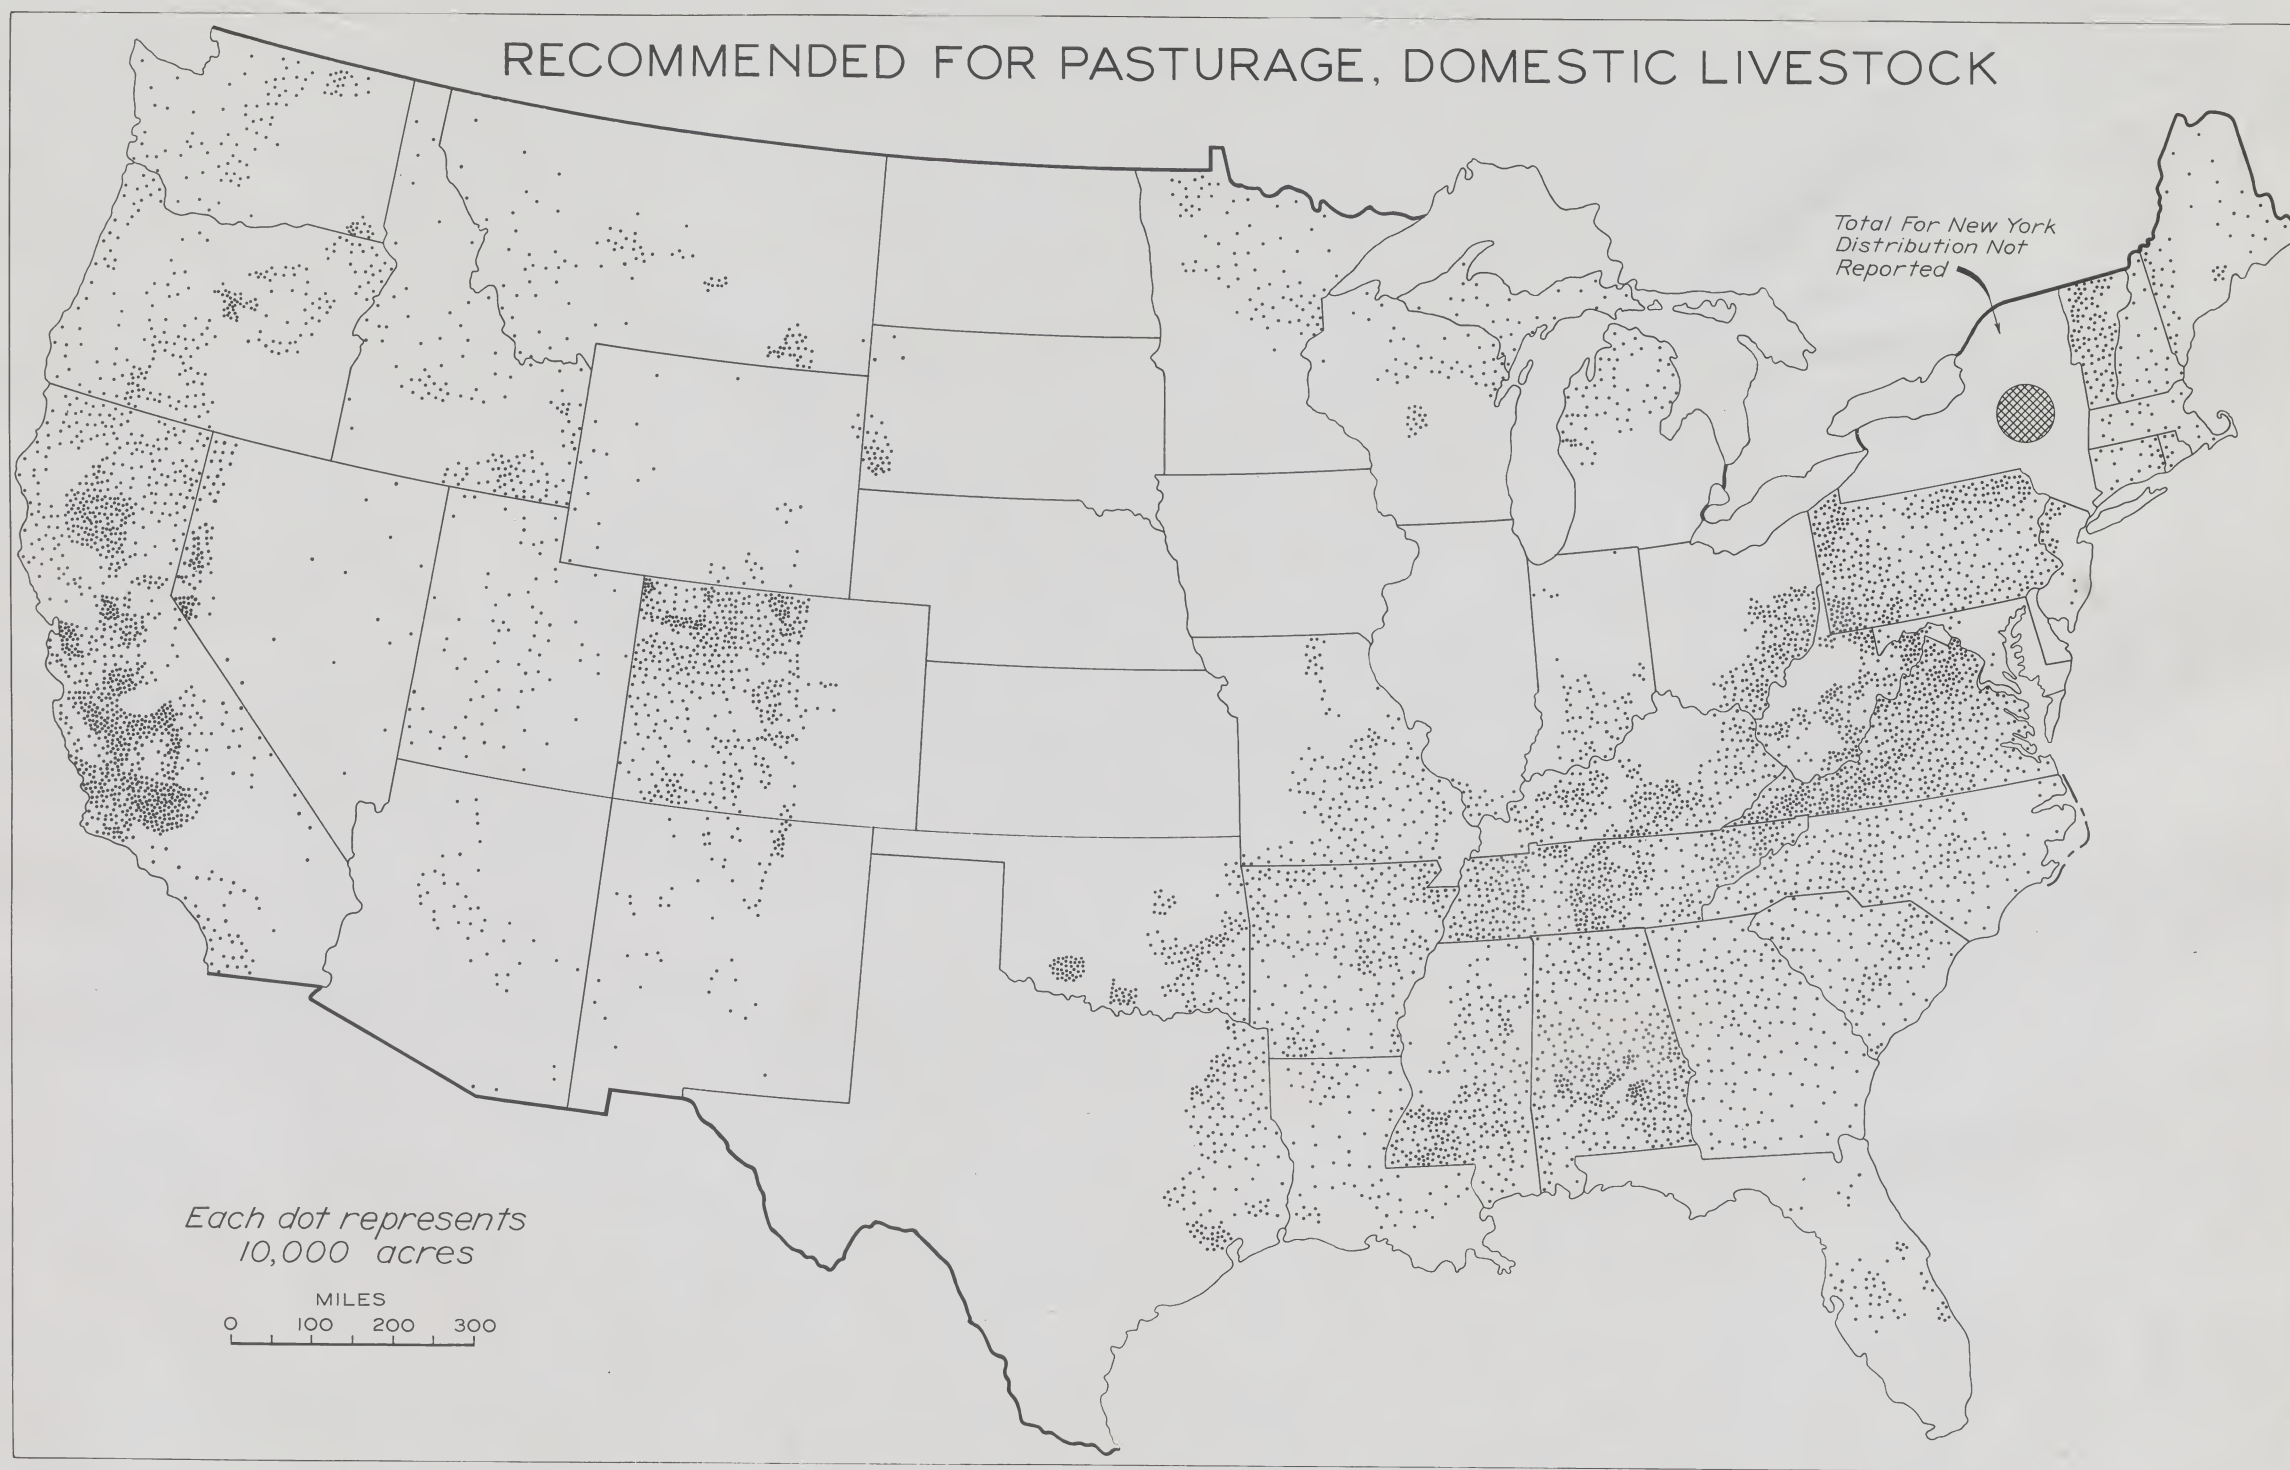 RECOMMENDED FOR PASTURAGE, DOMESTIC LIVESTOCK
Total For New York
Distribution Not
Reported
Each dot represents
10,000 acres
MILES
0 100 200 300